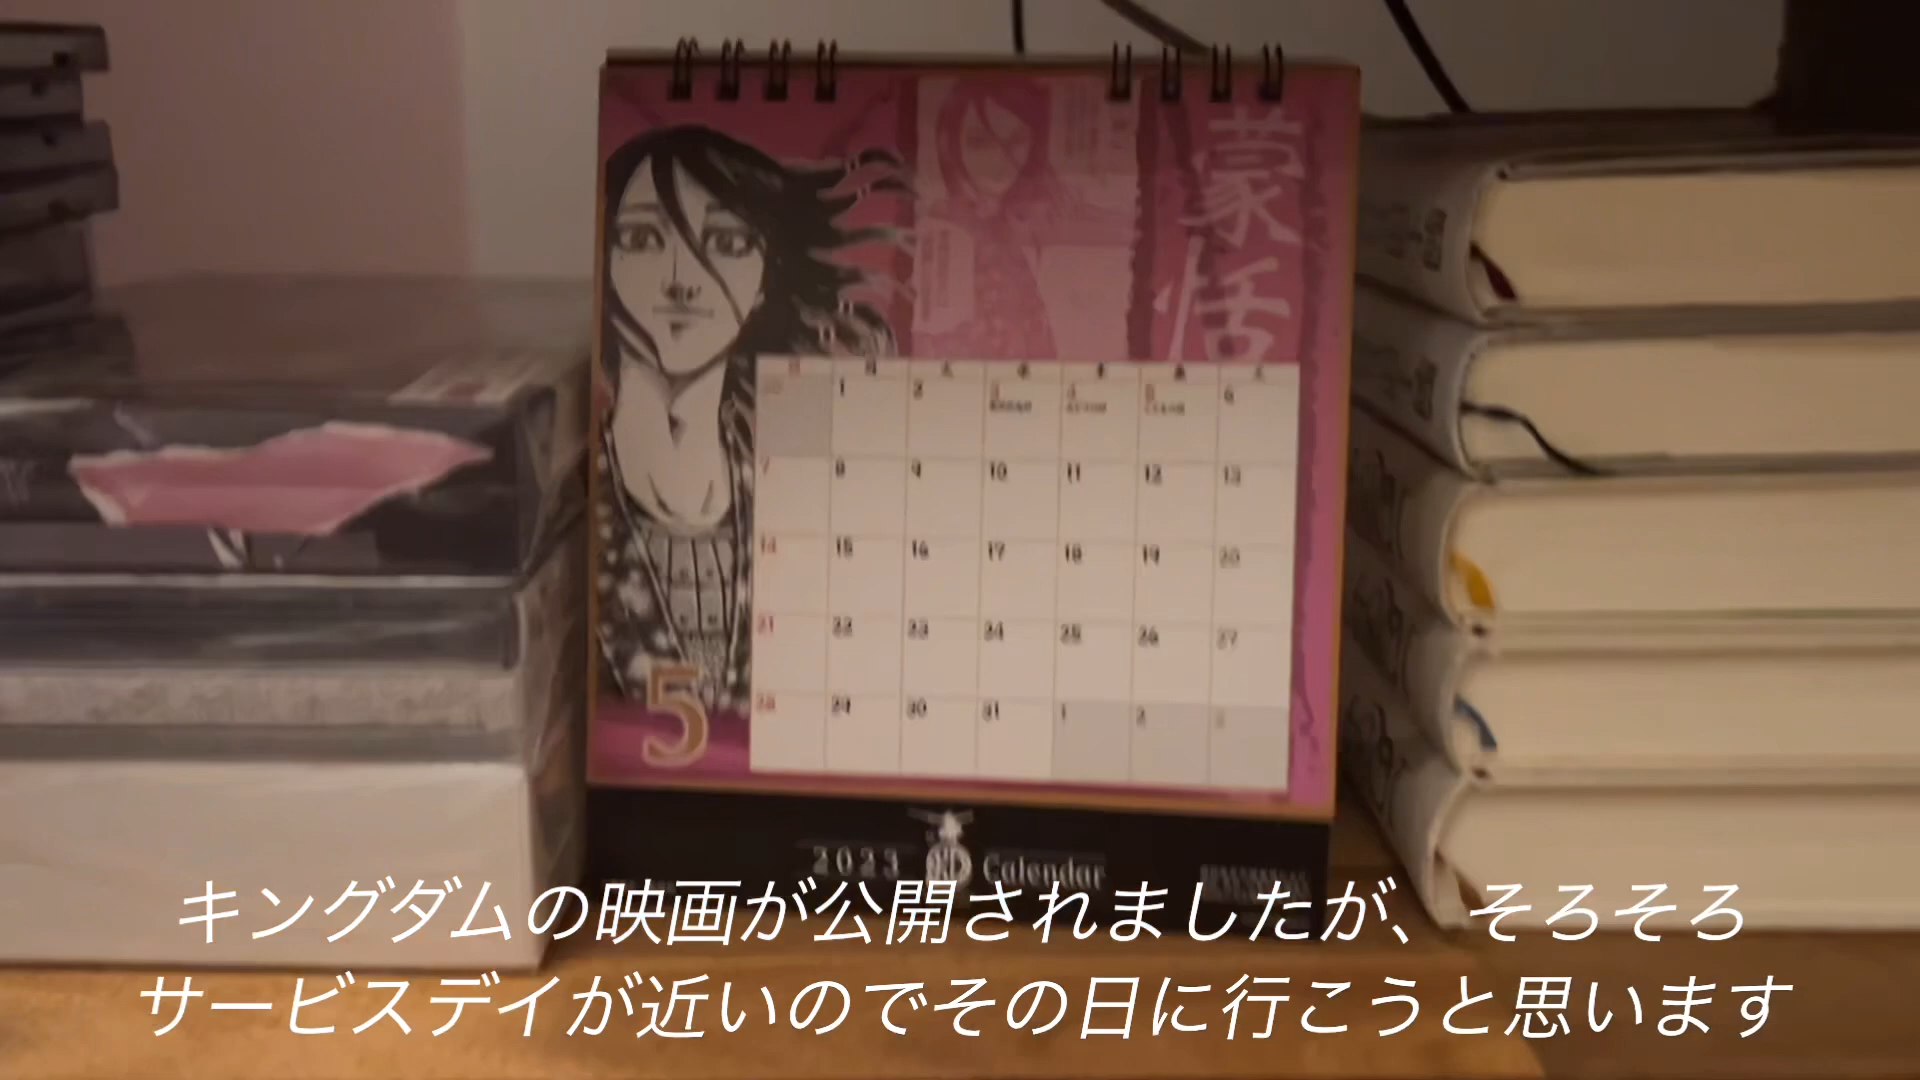 蒙恬
1 2 3 4 5 6
7 8 9 10 11 12 13
14 15 16 17 18 19 20
21 22 23 24 25 26 27
28 29 30 31 1 2 3
5
2023 Calendar
キングダムの映画が公開されましたが、そろそろ
サービスデイが近いのでその日に行こうと思います